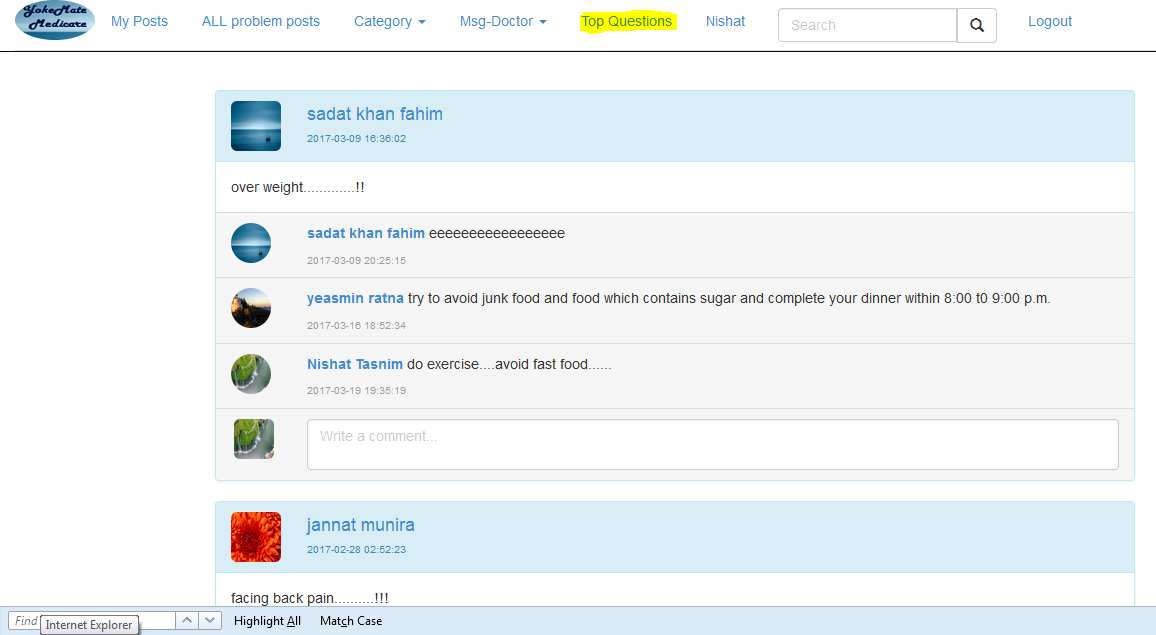 YokeMate
Medicare
My Posts ALL problem posts Category Msg-Doctor Top Questions Nishat Search Logout
sadat khan fahim
2017-03-09 16:36:02
over weight.............!!
sadat khan fahim eeeeeeeeeeeeeeeee
2017-03-09 20:25:15
yeasmin ratna try to avoid junk food and food which contains sugar and complete your dinner within 8:00 to 9:00 p.m.
2017-03-16 18:52:34
Nishat Tasnim do exercise....avoid fast food......
2017-03-19 19:35:19
Write a comment...
jannat munira
2017-02-28 02:52:23
facing back pain..........!!!
Find Highlight All Match Case
Internet Explorer